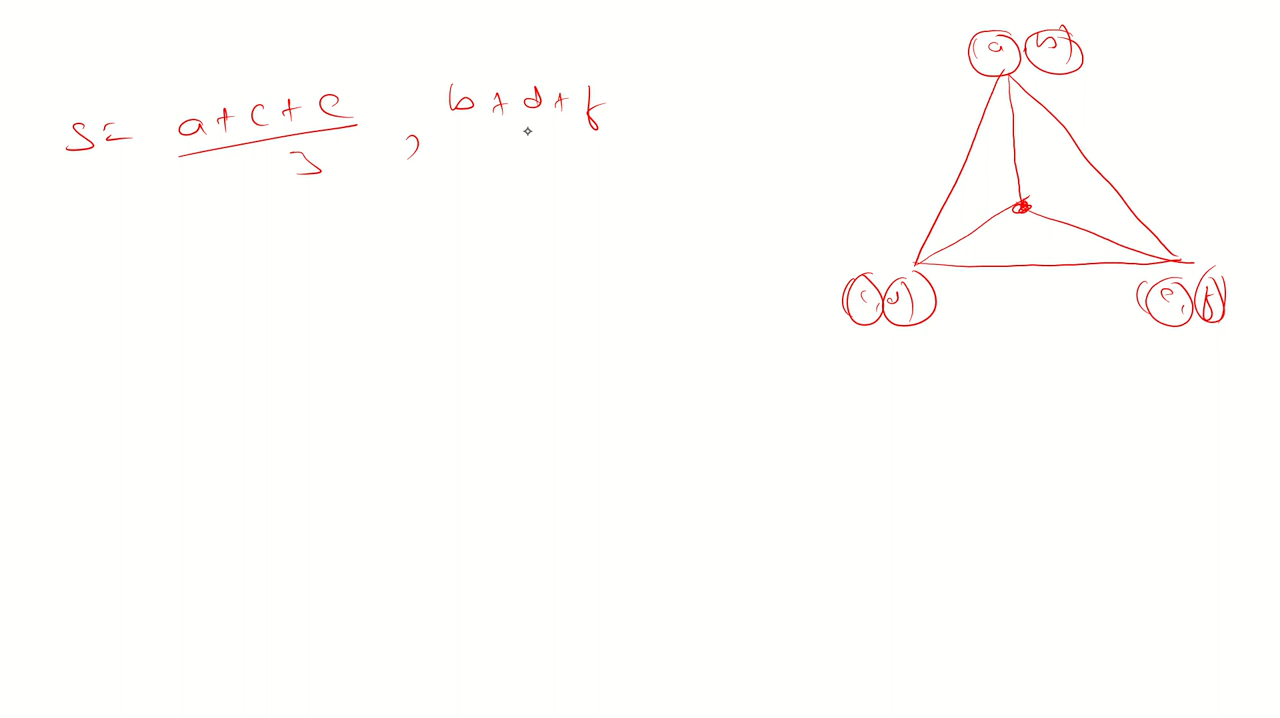 (a, b)
S = a + c + e / 3 , b + d + f
(c, d) (e, f)